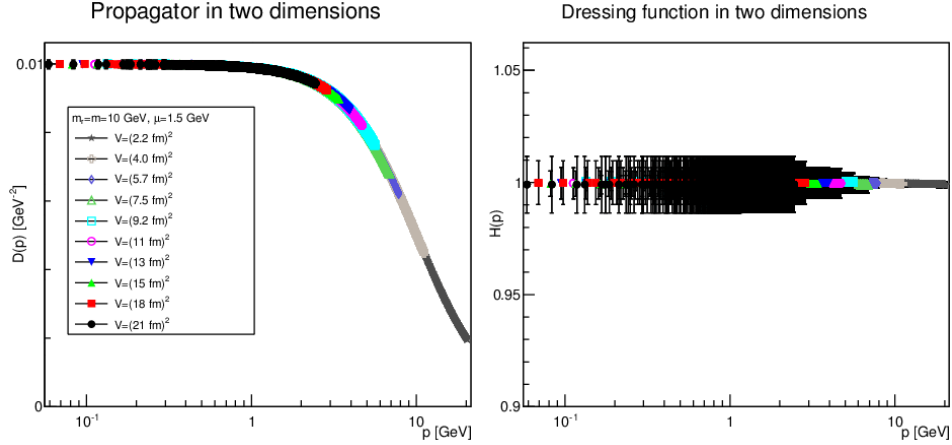 Propagator in two dimensions
D(p) [GeV⁻²]
0.01
0
mᵣ=m=10 GeV, μ=1.5 GeV
V=(2.2 fm)²
V=(4.0 fm)²
V=(5.7 fm)²
V=(7.5 fm)²
V=(9.2 fm)²
V=(11 fm)²
V=(13 fm)²
V=(15 fm)²
V=(18 fm)²
V=(21 fm)²
10⁻¹ 1 10
p [GeV]
Dressing function in two dimensions
H(p)
1.05
1
0.95
0.9
10⁻¹ 1 10
p [GeV]